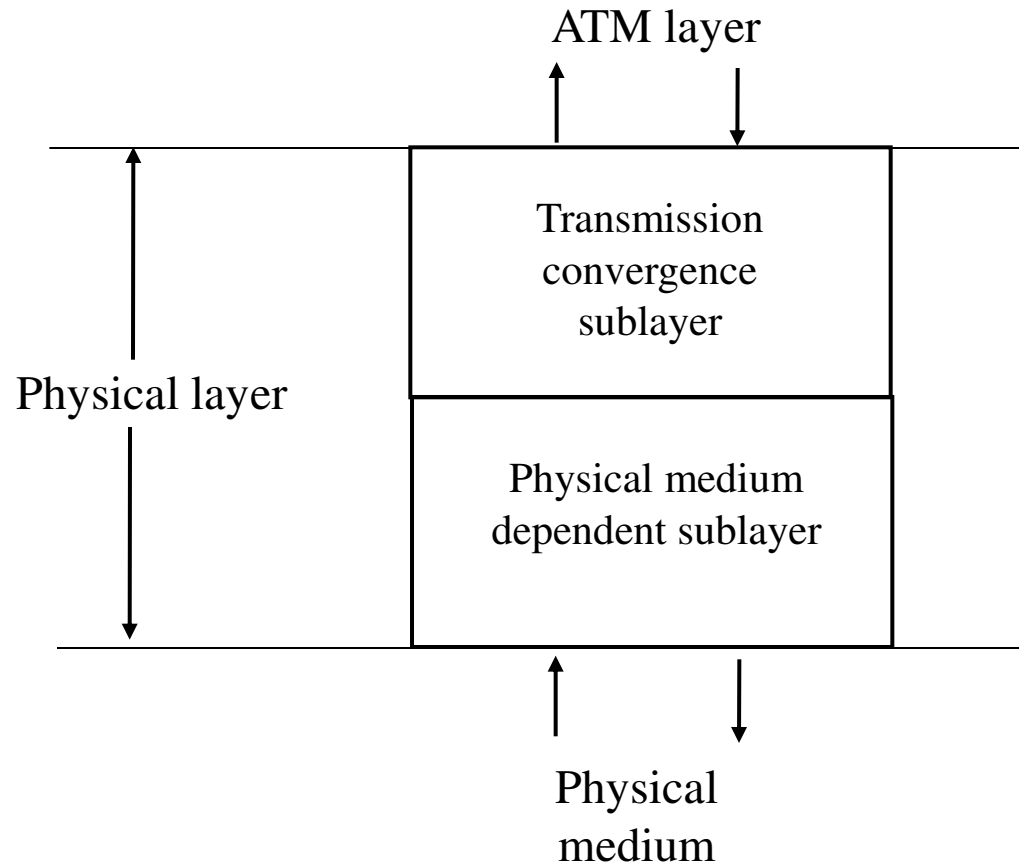 ATM layer
Transmission
convergence
sublayer
Physical layer
Physical medium
dependent sublayer
Physical
medium